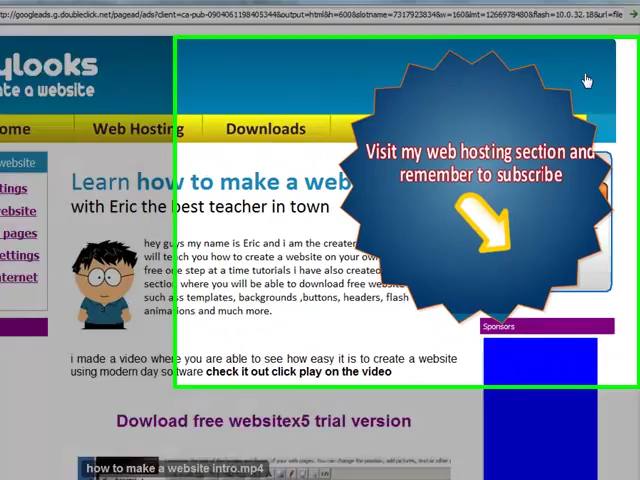 http://googleads.g.doubleclick.net/pagead/ads?client=ca-pub-0904061198405344&output=html&h=600&slotname=7317923834&w=160&lmt=1266978480&flash=10.0.32.18&url=file
ylooks
ate a website
ome
Web Hosting
Downloads
Visit my web hosting section and
remember to subscribe
website
tings
ebsite
pages
ettings
nternet
Learn how to make a web
with Eric the best teacher in town
hey guys my name is Eric and i am the creater
will teach you how to create a website on your own
free one step at a time tutorials i have also created
section where you will be able to download free website
such as templates, backgrounds ,buttons, headers, flash
animations and much more.
Sponsors
i made a video where you are able to see how easy it is to create a website
using modern day software check it out click play on the video
Dowload free websitex5 trial version
how to make a website intro.mp4